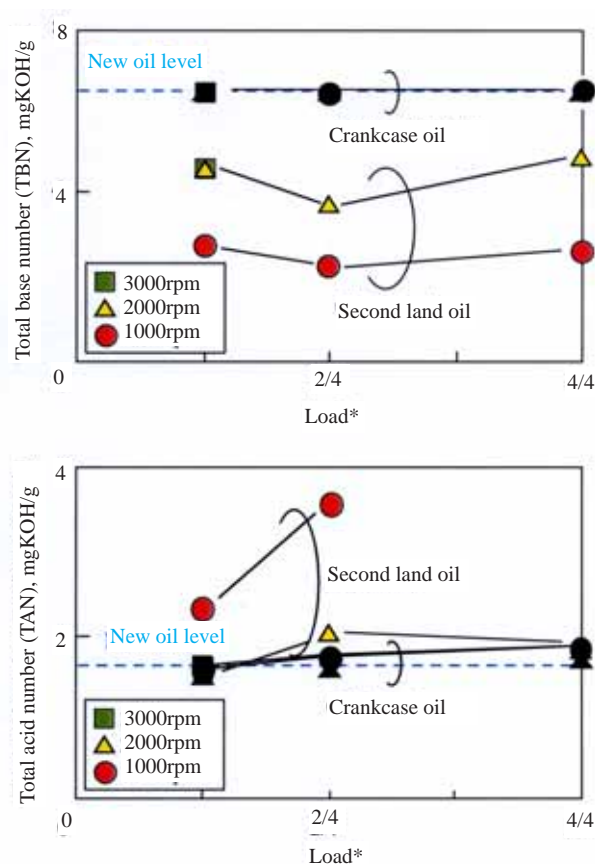 Total base number (TBN), mgKOH/g
8
New oil level
Crankcase oil
4
3000rpm
2000rpm
1000rpm
Second land oil
0
2/4
4/4
Load*
Total acid number (TAN), mgKOH/g
4
Second land oil
2
New oil level
Crankcase oil
3000rpm
2000rpm
1000rpm
0
2/4
4/4
Load*